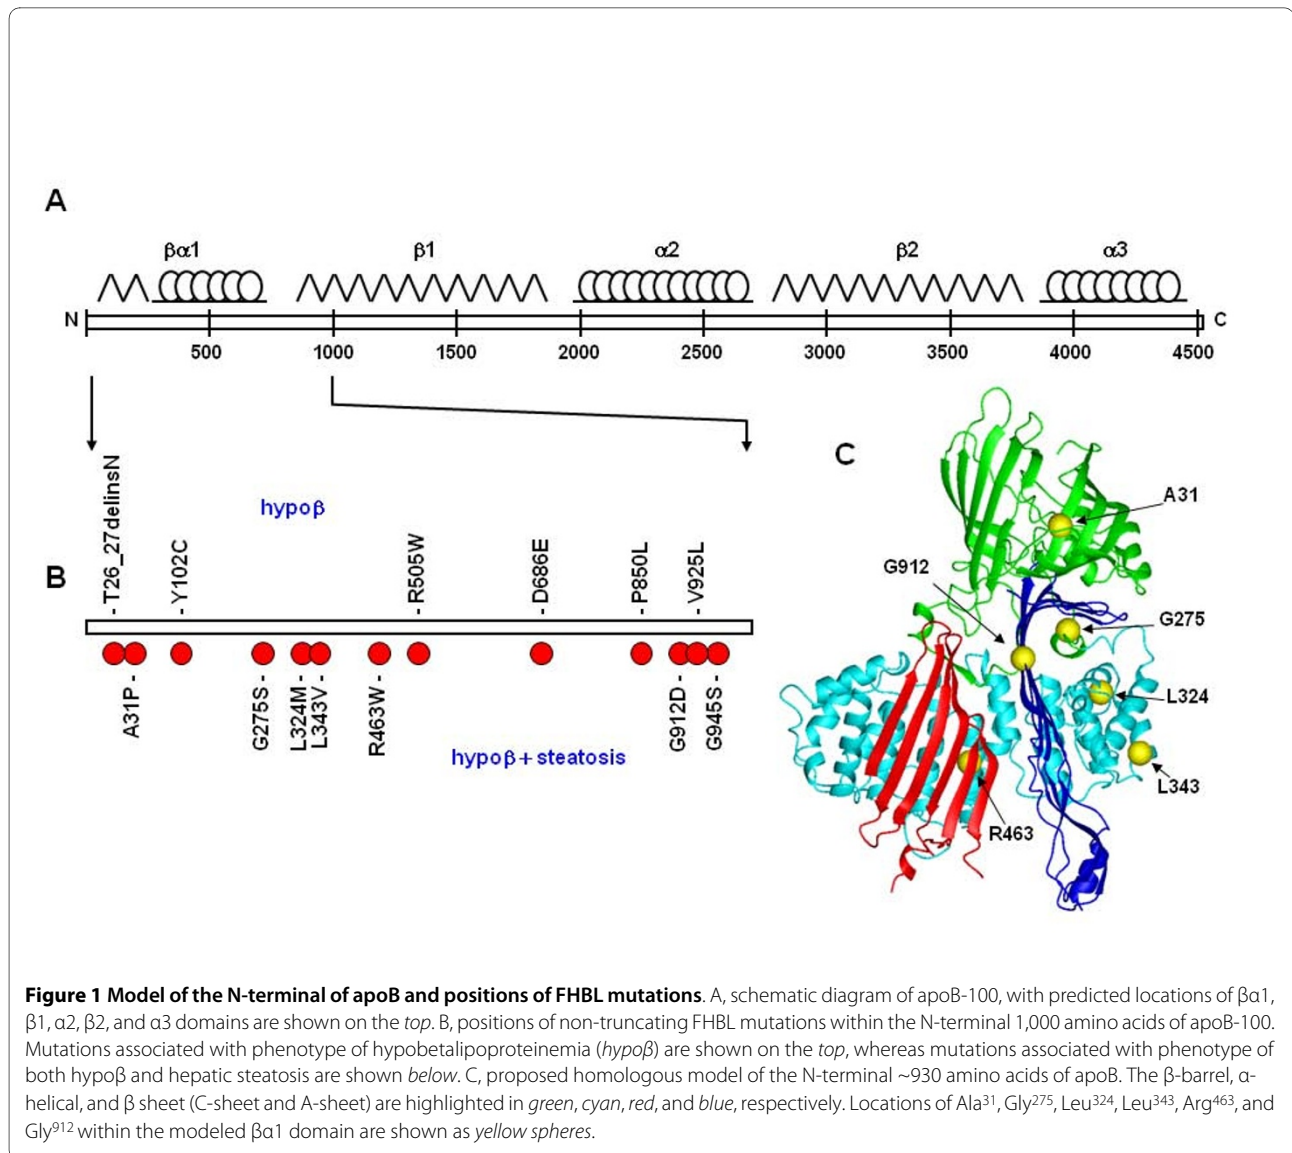 A
βα1 β1 α2 β2 α3
N C
500 1000 1500 2000 2500 3000 3500 4000 4500
hypoβ
B
T26_27delinsN Y102C R505W D686E P850L V925L
A31P G275S L324M L343V R463W G912D G945S
hypoβ + steatosis
C
A31
G912
G275
L324
L343
R463
Figure 1 Model of the N-terminal of apoB and positions of FHBL mutations. A, schematic diagram of apoB-100, with predicted locations of βα1,
β1, α2, β2, and α3 domains are shown on the top. B, positions of non-truncating FHBL mutations within the N-terminal 1,000 amino acids of apoB-100.
Mutations associated with phenotype of hypobetalipoproteinemia (hypoβ) are shown on the top, whereas mutations associated with phenotype of
both hypoβ and hepatic steatosis are shown below. C, proposed homologous model of the N-terminal ~930 amino acids of apoB. The β-barrel, α-
helical, and β sheet (C-sheet and A-sheet) are highlighted in green, cyan, red, and blue, respectively. Locations of Ala³¹, Gly²⁷⁵, Leu³²⁴, Leu³⁴³, Arg⁴⁶³, and
Gly⁹¹² within the modeled βα1 domain are shown as yellow spheres.